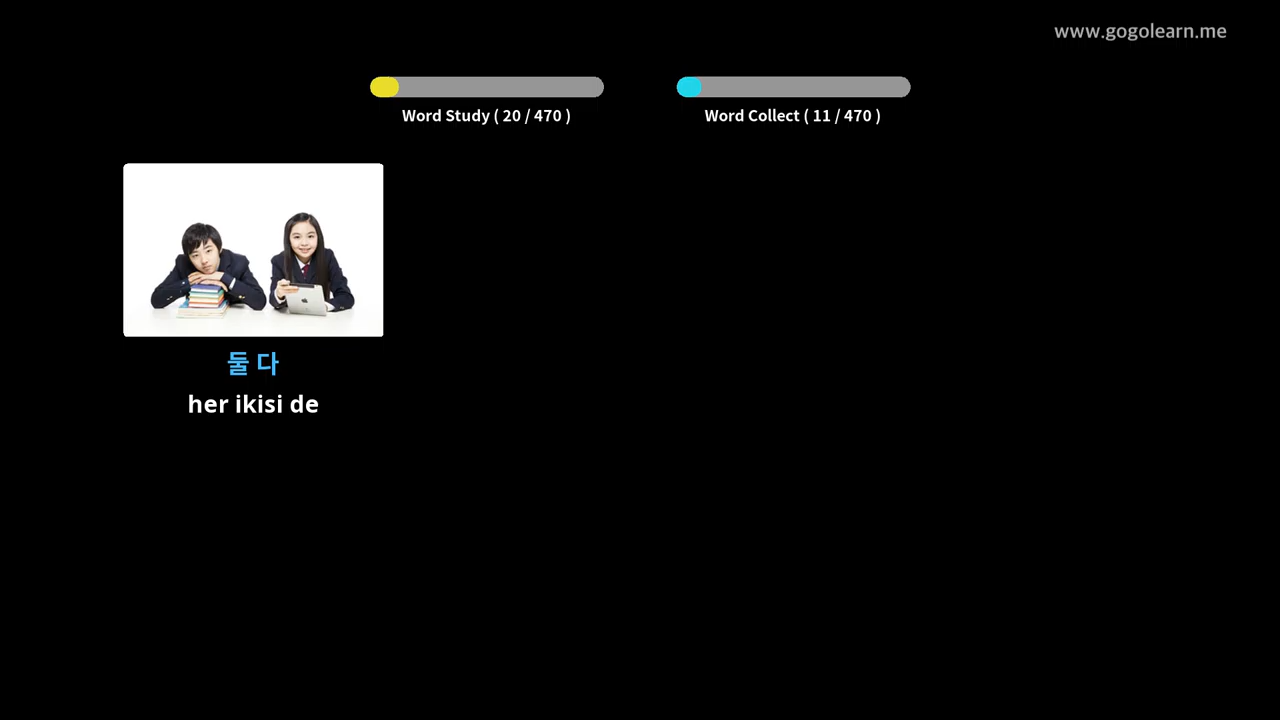 www.gogolearn.me
Word Study ( 20 / 470 )
Word Collect ( 11 / 470 )
둘 다
her ikisi de